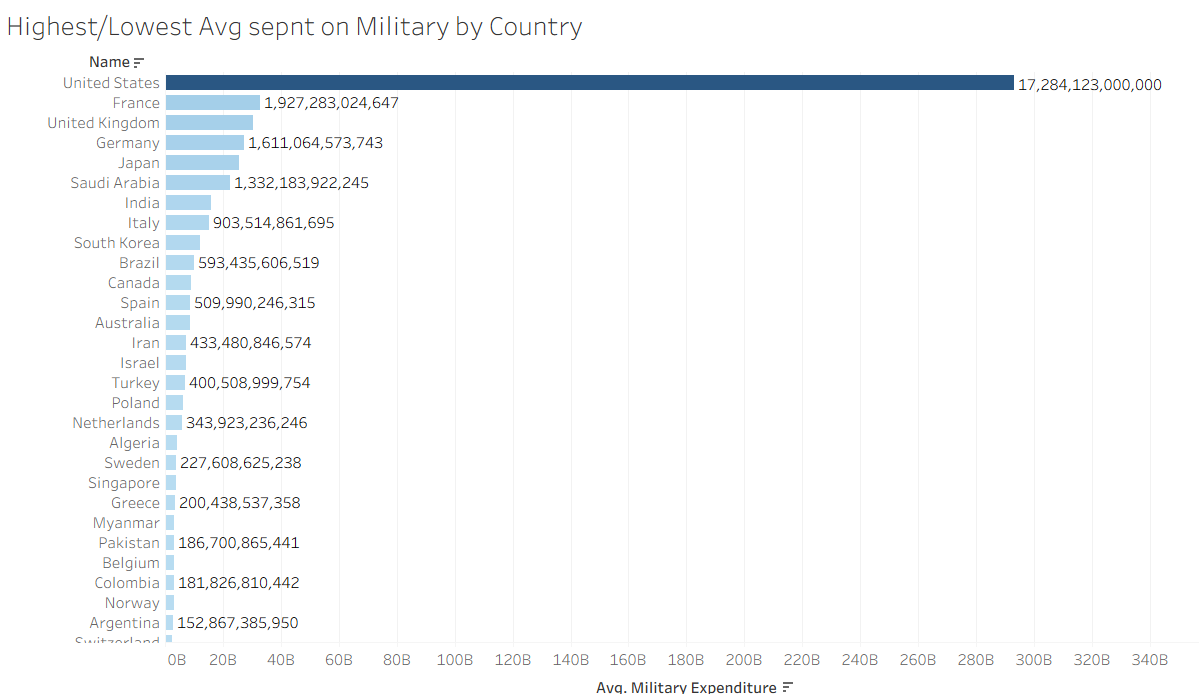 Highest/Lowest Avg sepnt on Military by Country
Name
United States 17,284,123,000,000
France 1,927,283,024,647
United Kingdom
Germany 1,611,064,573,743
Japan
Saudi Arabia 1,332,183,922,245
India
Italy 903,514,861,695
South Korea
Brazil 593,435,606,519
Canada
Spain 509,990,246,315
Australia
Iran 433,480,846,574
Israel
Turkey 400,508,999,754
Poland
Netherlands 343,923,236,246
Algeria
Sweden 227,608,625,238
Singapore
Greece 200,438,537,358
Myanmar
Pakistan 186,700,865,441
Belgium
Colombia 181,826,810,442
Norway
Argentina 152,867,385,950
Switzerland
0B 20B 40B 60B 80B 100B 120B 140B 160B 180B 200B 220B 240B 260B 280B 300B 320B 340B
Avg. Military Expenditure